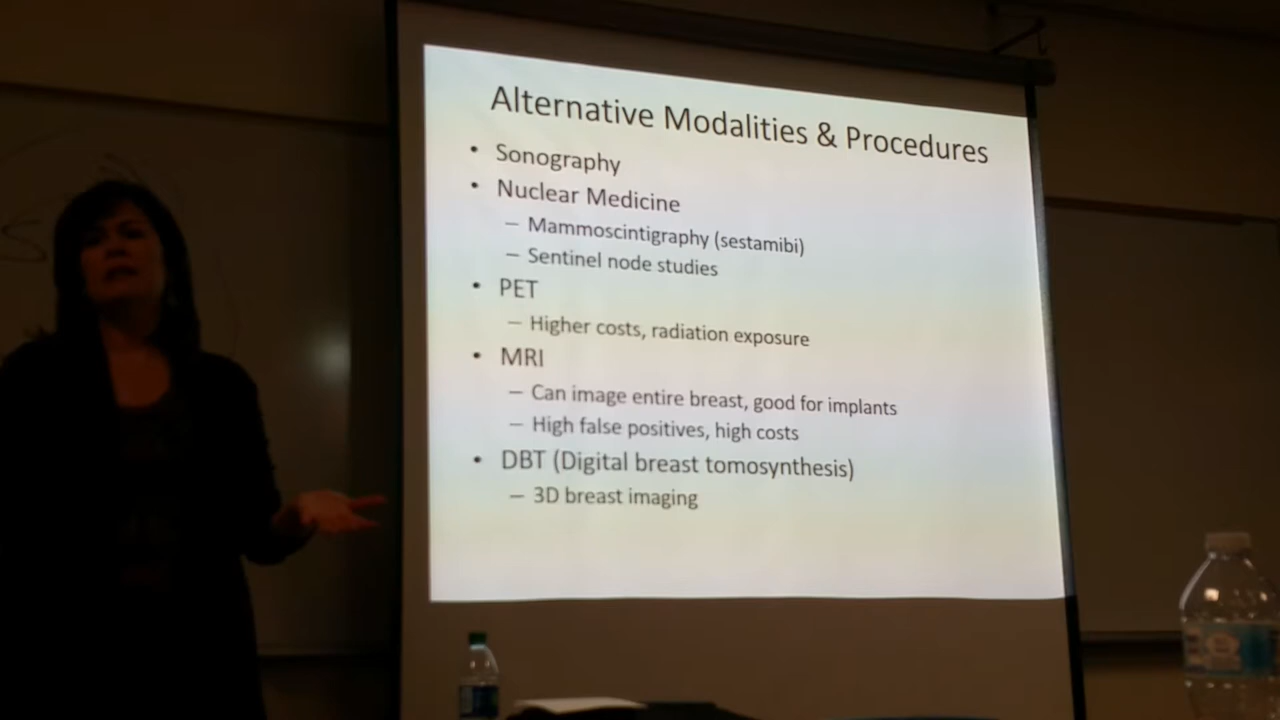 Alternative Modalities & Procedures
• Sonography
• Nuclear Medicine
– Mammoscintigraphy (sestamibi)
– Sentinel node studies
• PET
– Higher costs, radiation exposure
• MRI
– Can image entire breast, good for implants
– High false positives, high costs
• DBT (Digital breast tomosynthesis)
– 3D breast imaging